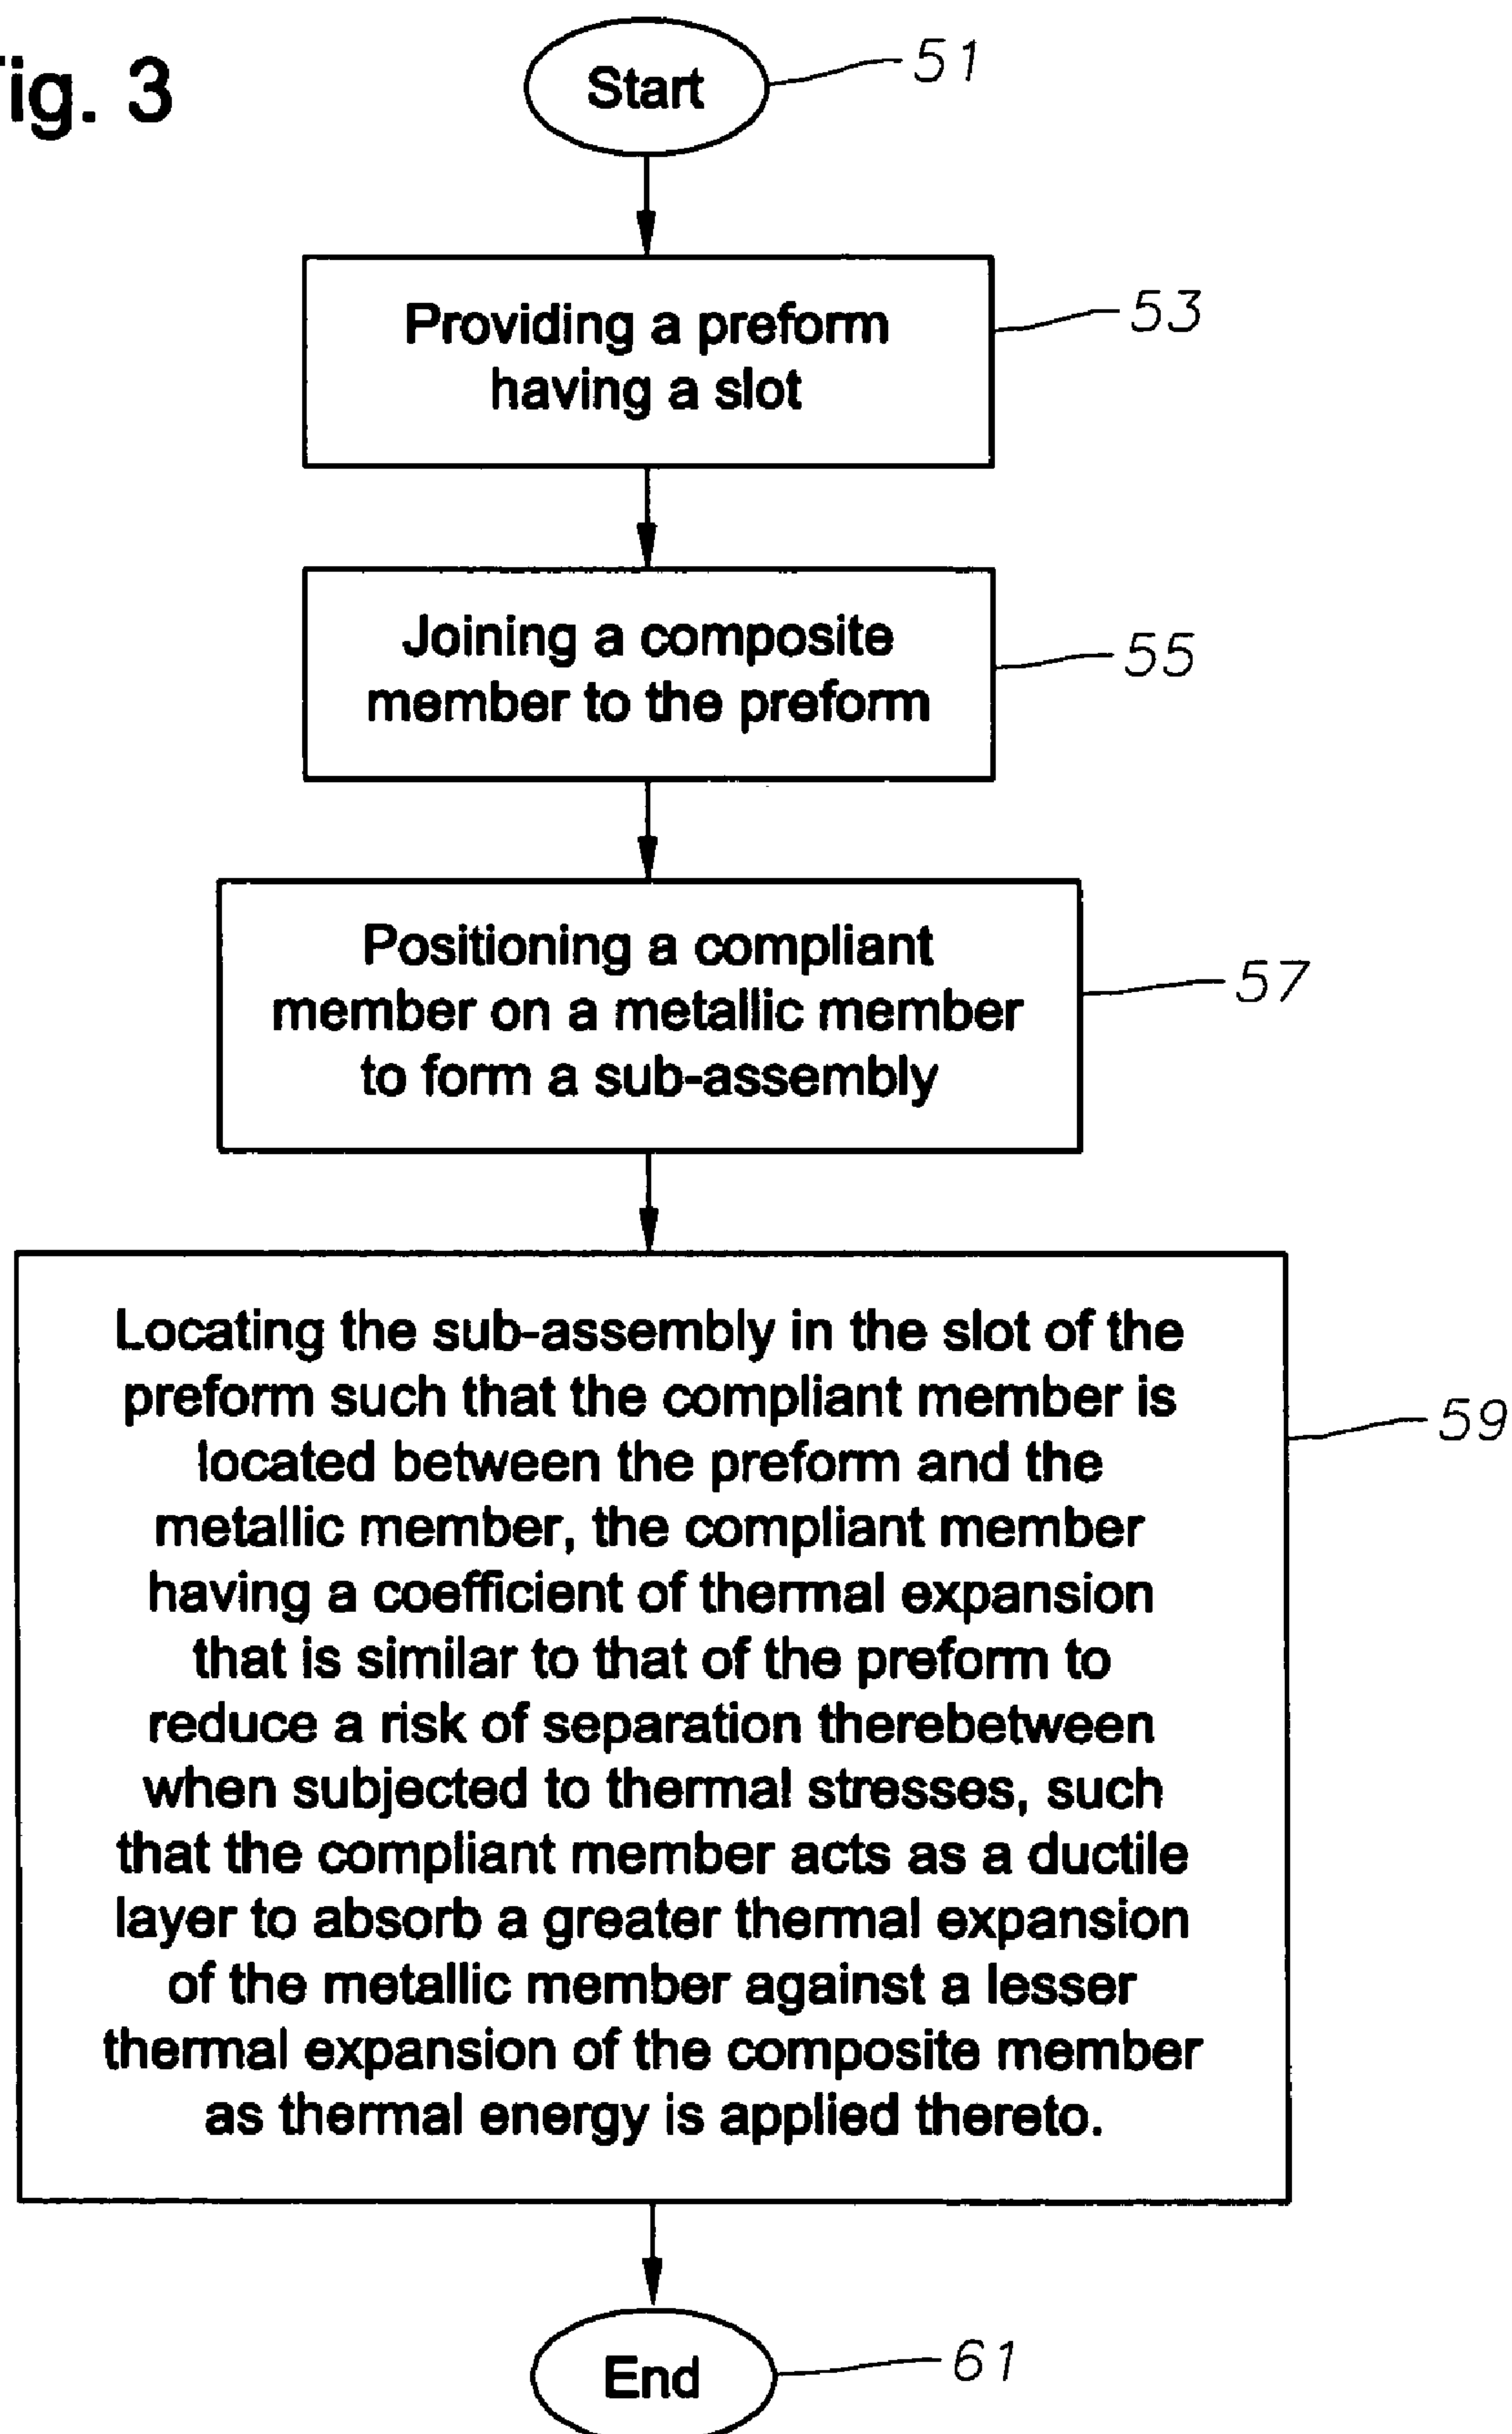 ig. 3
Start
51
Providing a preform
having a slot
53
Joining a composite
member to the preform
55
Positioning a compliant
member on a metallic member
to form a sub-assembly
57
Locating the sub-assembly in the slot of the
preform such that the compliant member is
located between the preform and the
metallic member, the compliant member
having a coefficient of thermal expansion
that is similar to that of the preform to
reduce a risk of separation therebetween
when subjected to thermal stresses, such
that the compliant member acts as a ductile
layer to absorb a greater thermal expansion
of the metallic member against a lesser
thermal expansion of the composite member
as thermal energy is applied thereto.
59
End
61